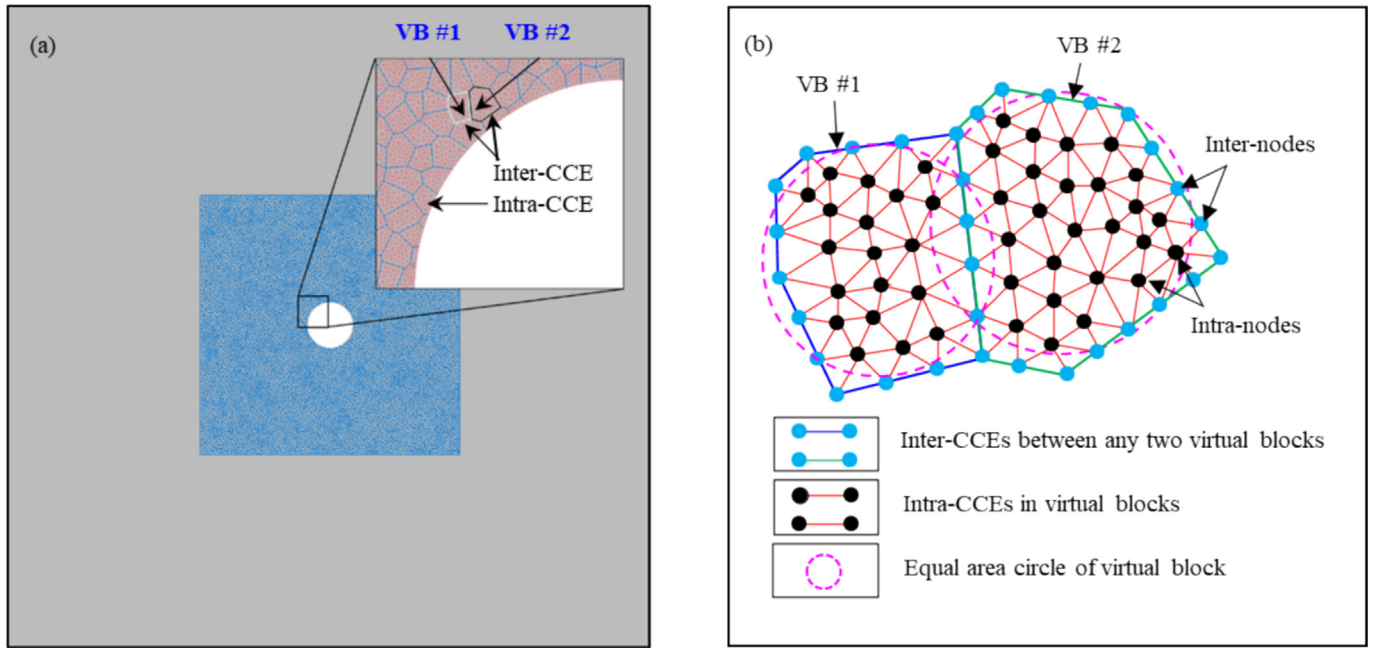 (a)
VB #1
VB #2
Inter-CCE
Intra-CCE
(b)
VB #2
VB #1
Inter-nodes
Intra-nodes
Inter-CCEs between any two virtual blocks
Intra-CCEs in virtual blocks
Equal area circle of virtual block